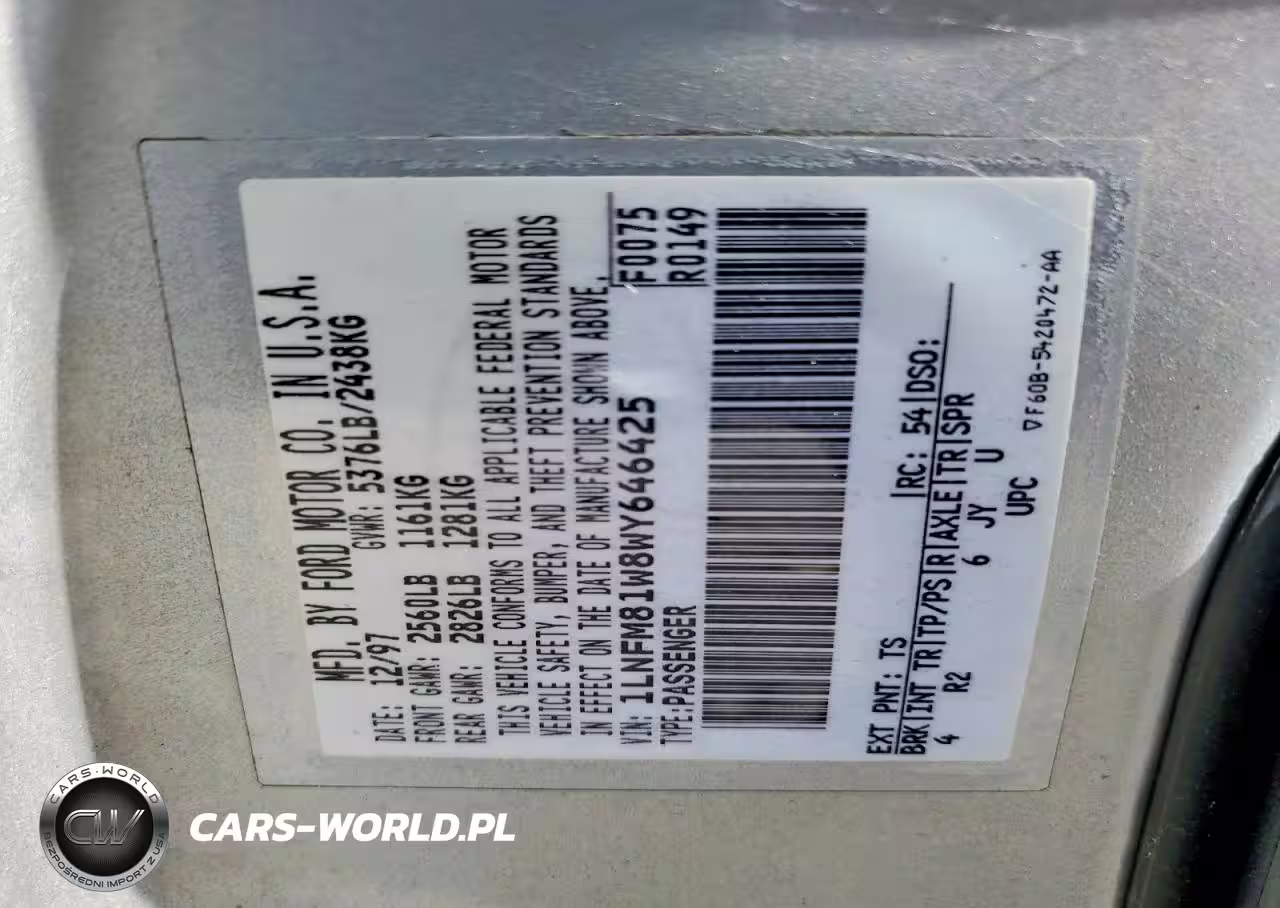 MFD. BY FORD MOTOR CO. IN U.S.A.
DATE: 12/97 GVWR: 5376LB/2438KG
FRONT GAWR: 2560LB 1161KG
REAR GAWR: 2826LB 1281KG
THIS VEHICLE CONFORMS TO ALL APPLICABLE FEDERAL MOTOR
VEHICLE SAFETY, BUMPER, AND THEFT PREVENTION STANDARDS
IN EFFECT ON THE DATE OF MANUFACTURE SHOWN ABOVE.
VIN: 1LNFM81W8WY646425 F0075
TYPE: PASSENGER R0149
EXT PNT: TS RC: 54 DSO:
BRK INT TR TP/PS R AXLE TR SPR
4 R2 6 JY U
UPC
F60B-5420472-AA
CARS-WORLD
CW
BEZPOŚREDNI IMPORT Z USA
CARS-WORLD.PL